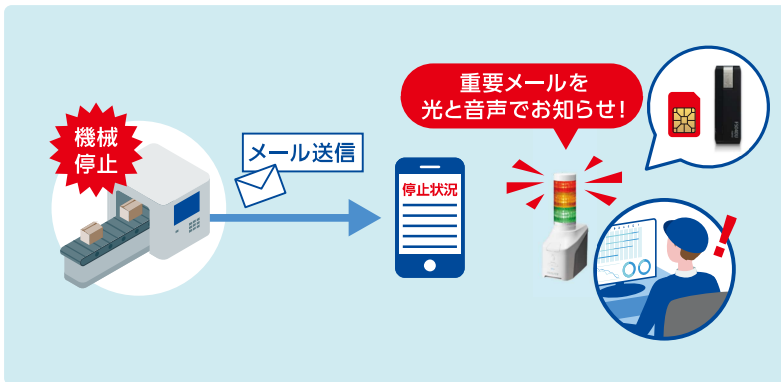 機械
停止
メール送信
停止状況
重要メールを
光と音声でお知らせ!